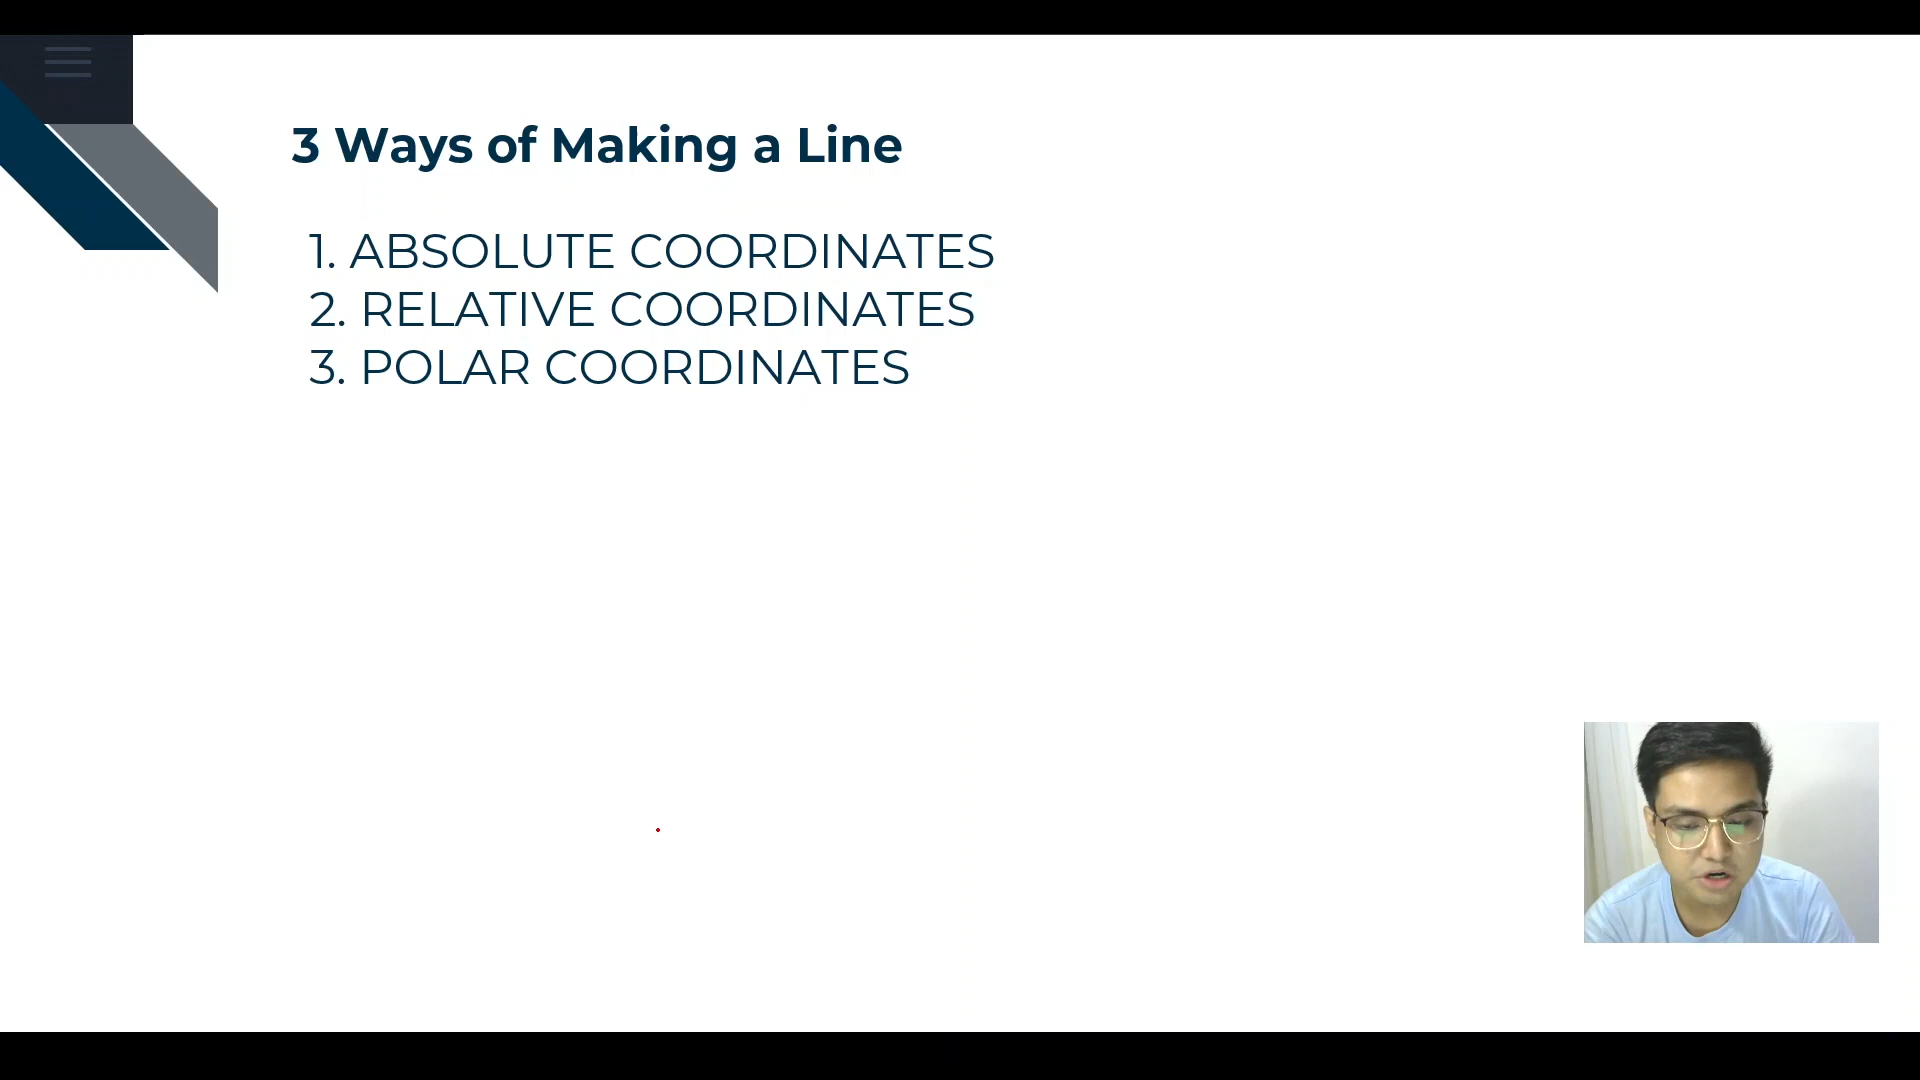 3 Ways of Making a Line
1. ABSOLUTE COORDINATES
2. RELATIVE COORDINATES
3. POLAR COORDINATES